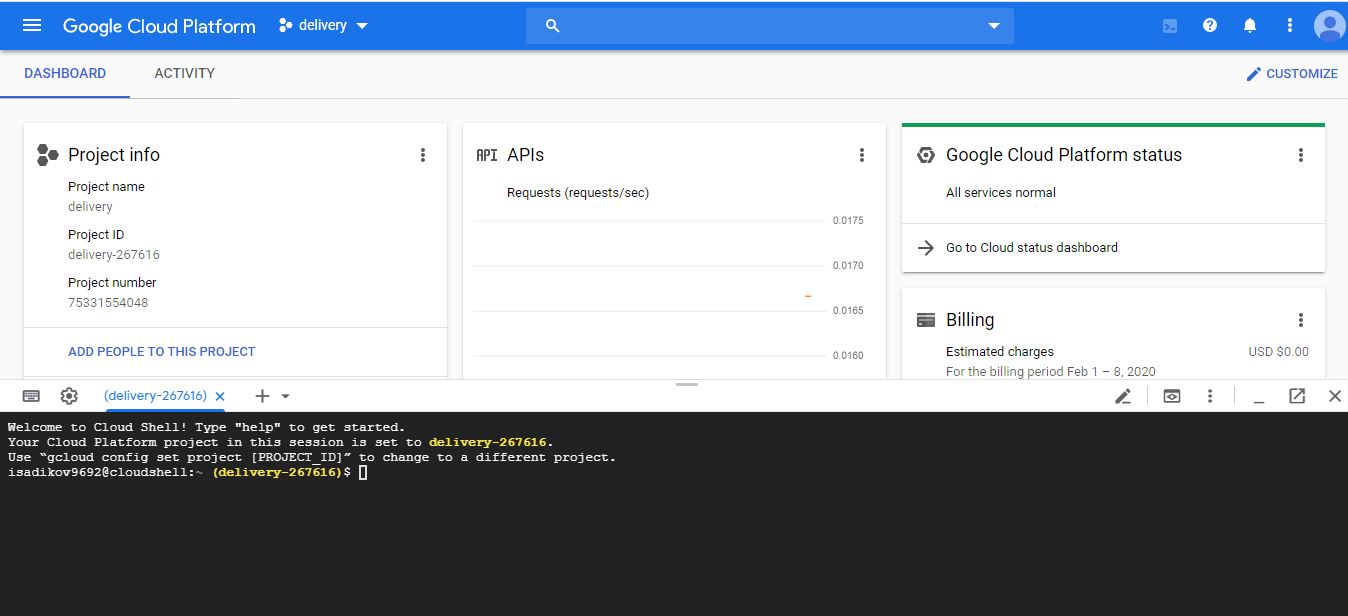 Google Cloud Platform
delivery
DASHBOARD
ACTIVITY
CUSTOMIZE
Project info
Project name
delivery
Project ID
delivery-267616
Project number
75331554048
ADD PEOPLE TO THIS PROJECT
API APIs
Requests (requests/sec)
0.0175
0.0170
0.0165
0.0160
Google Cloud Platform status
All services normal
Go to Cloud status dashboard
Billing
Estimated charges USD $0.00
For the billing period Feb 1 – 8, 2020
(delivery-267616)
Welcome to Cloud Shell! Type "help" to get started.
Your Cloud Platform project in this session is set to delivery-267616.
Use “gcloud config set project [PROJECT_ID]” to change to a different project.
isadikov9692@cloudshell:~ (delivery-267616)$